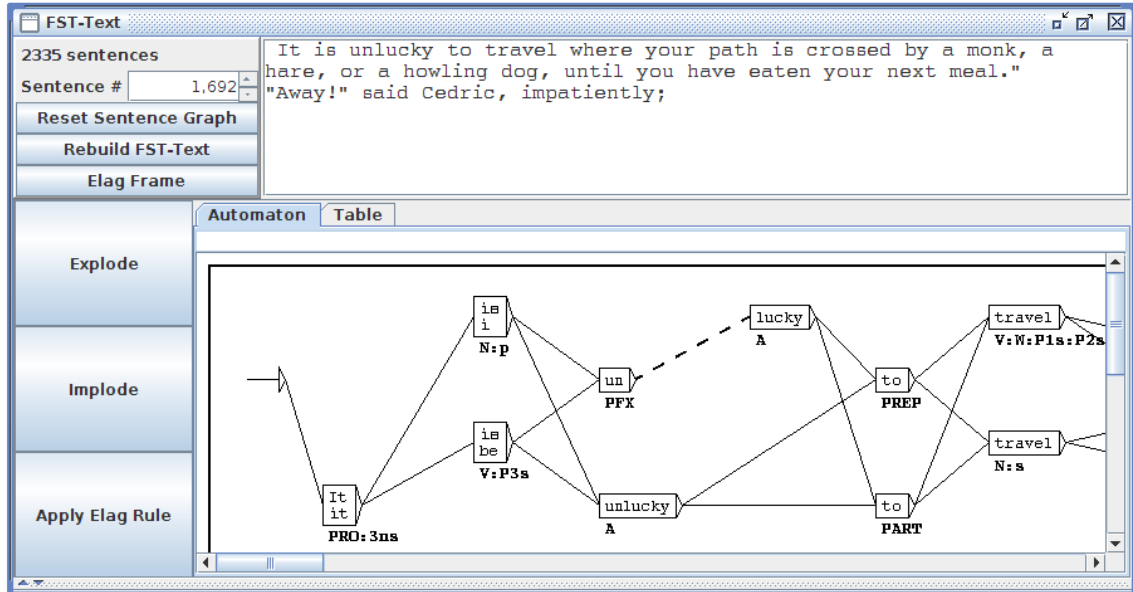 FST-Text
2335 sentences
Sentence # 1,692
Reset Sentence Graph
Rebuild FST-Text
Elag Frame
It is unlucky to travel where your path is crossed by a monk, a
hare, or a howling dog, until you have eaten your next meal."
"Away!" said Cedric, impatiently;
Explode
Implode
Apply Elag Rule
Automaton Table
is
i
N:p
lucky
A
travel
V:W:P1s:P2s
un
PFX
to
PREP
is
be
V:P3s
travel
N:s
It
it
PRO:3ns
unlucky
A
to
PART